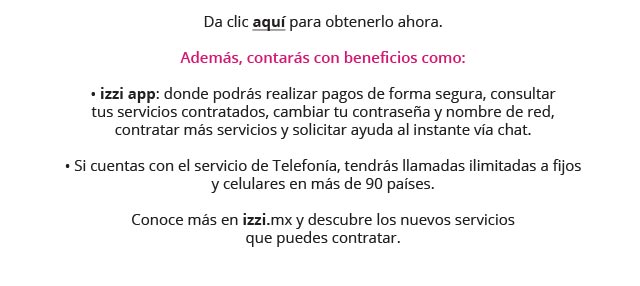 Da clic aquí para obtenerlo ahora.
Además, contarás con beneficios como:
• izzi app: donde podrás realizar pagos de forma segura, consultar
tus servicios contratados, cambiar tu contraseña y nombre de red,
contratar más servicios y solicitar ayuda al instante vía chat.
• Si cuentas con el servicio de Telefonía, tendrás llamadas ilimitadas a fijos
y celulares en más de 90 países.
Conoce más en izzi.mx y descubre los nuevos servicios
que puedes contratar.